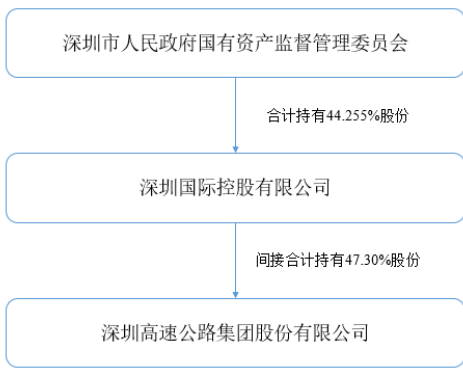 深圳市人民政府国有资产监督管理委员会
合计持有44.255%股份
深圳国际控股有限公司
间接合计持有47.30%股份
深圳高速公路集团股份有限公司